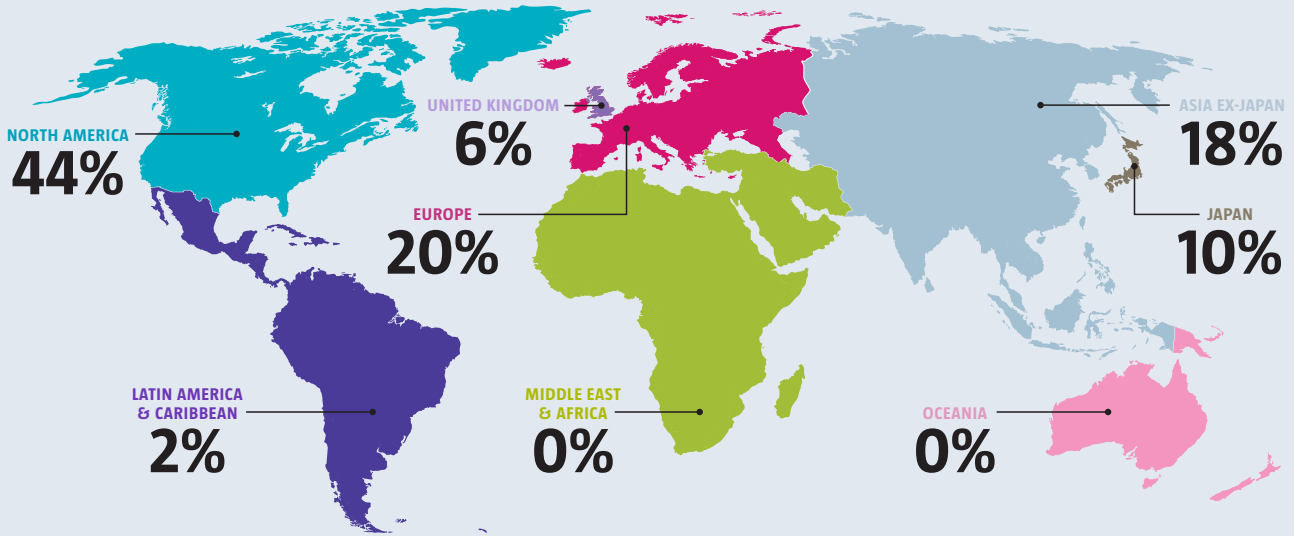 NORTH AMERICA
44%
UNITED KINGDOM
6%
EUROPE
20%
ASIA EX-JAPAN
18%
JAPAN
10%
LATIN AMERICA
& CARIBBEAN
2%
MIDDLE EAST
& AFRICA
0%
OCEANIA
0%